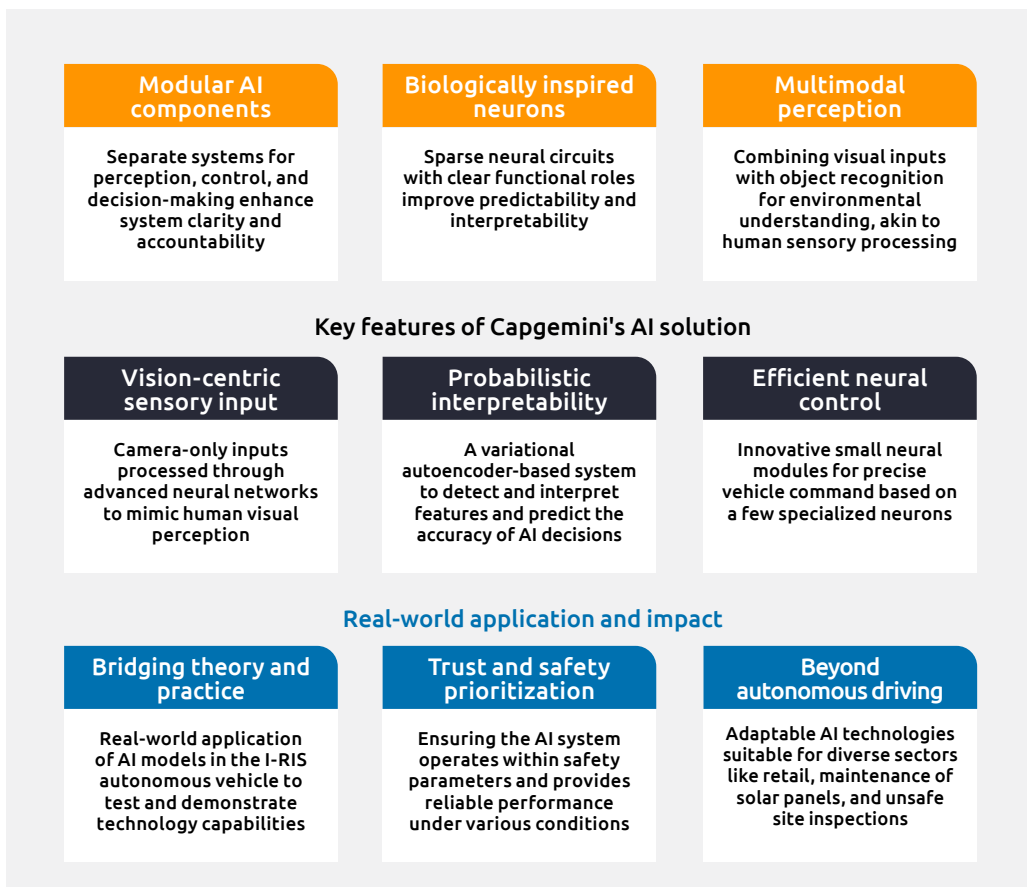 Modular AI
components
Separate systems for
perception, control, and
decision-making enhance
system clarity and
accountability
Biologically inspired
neurons
Sparse neural circuits
with clear functional roles
improve predictability and
interpretability
Multimodal
perception
Combining visual inputs
with object recognition
for environmental
understanding, akin to
human sensory processing
Key features of Capgemini's AI solution
Vision-centric
sensory input
Camera-only inputs
processed through
advanced neural networks
to mimic human visual
perception
Probabilistic
interpretability
A variational
autoencoder-based system
to detect and interpret
features and predict the
accuracy of AI decisions
Efficient neural
control
Innovative small neural
modules for precise
vehicle command based on
a few specialized neurons
Real-world application and impact
Bridging theory and
practice
Real-world application
of AI models in the I-RIS
autonomous vehicle to
test and demonstrate
technology capabilities
Trust and safety
prioritization
Ensuring the AI system
operates within safety
parameters and provides
reliable performance
under various conditions
Beyond
autonomous driving
Adaptable AI technologies
suitable for diverse sectors
like retail, maintenance of
solar panels, and unsafe
site inspections